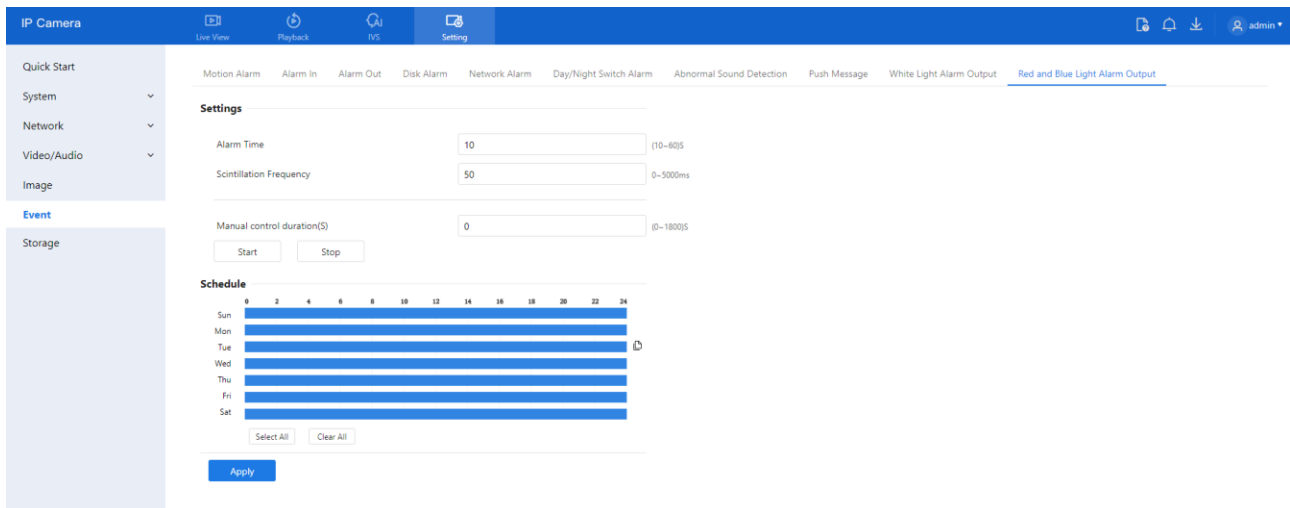 IP Camera
Live View
Playback
IVS
Setting
admin
Quick Start
System
Network
Video/Audio
Image
Event
Storage
Motion Alarm Alarm In Alarm Out Disk Alarm Network Alarm Day/Night Switch Alarm Abnormal Sound Detection Push Message White Light Alarm Output Red and Blue Light Alarm Output
Settings
Alarm Time 10 (10~60)S
Scintillation Frequency 50 0~5000ms
Manual control duration(S) 0 (0~1800)S
Start Stop
Schedule
0 2 4 6 8 10 12 14 16 18 20 22 24
Sun
Mon
Tue
Wed
Thu
Fri
Sat
Select All Clear All
Apply